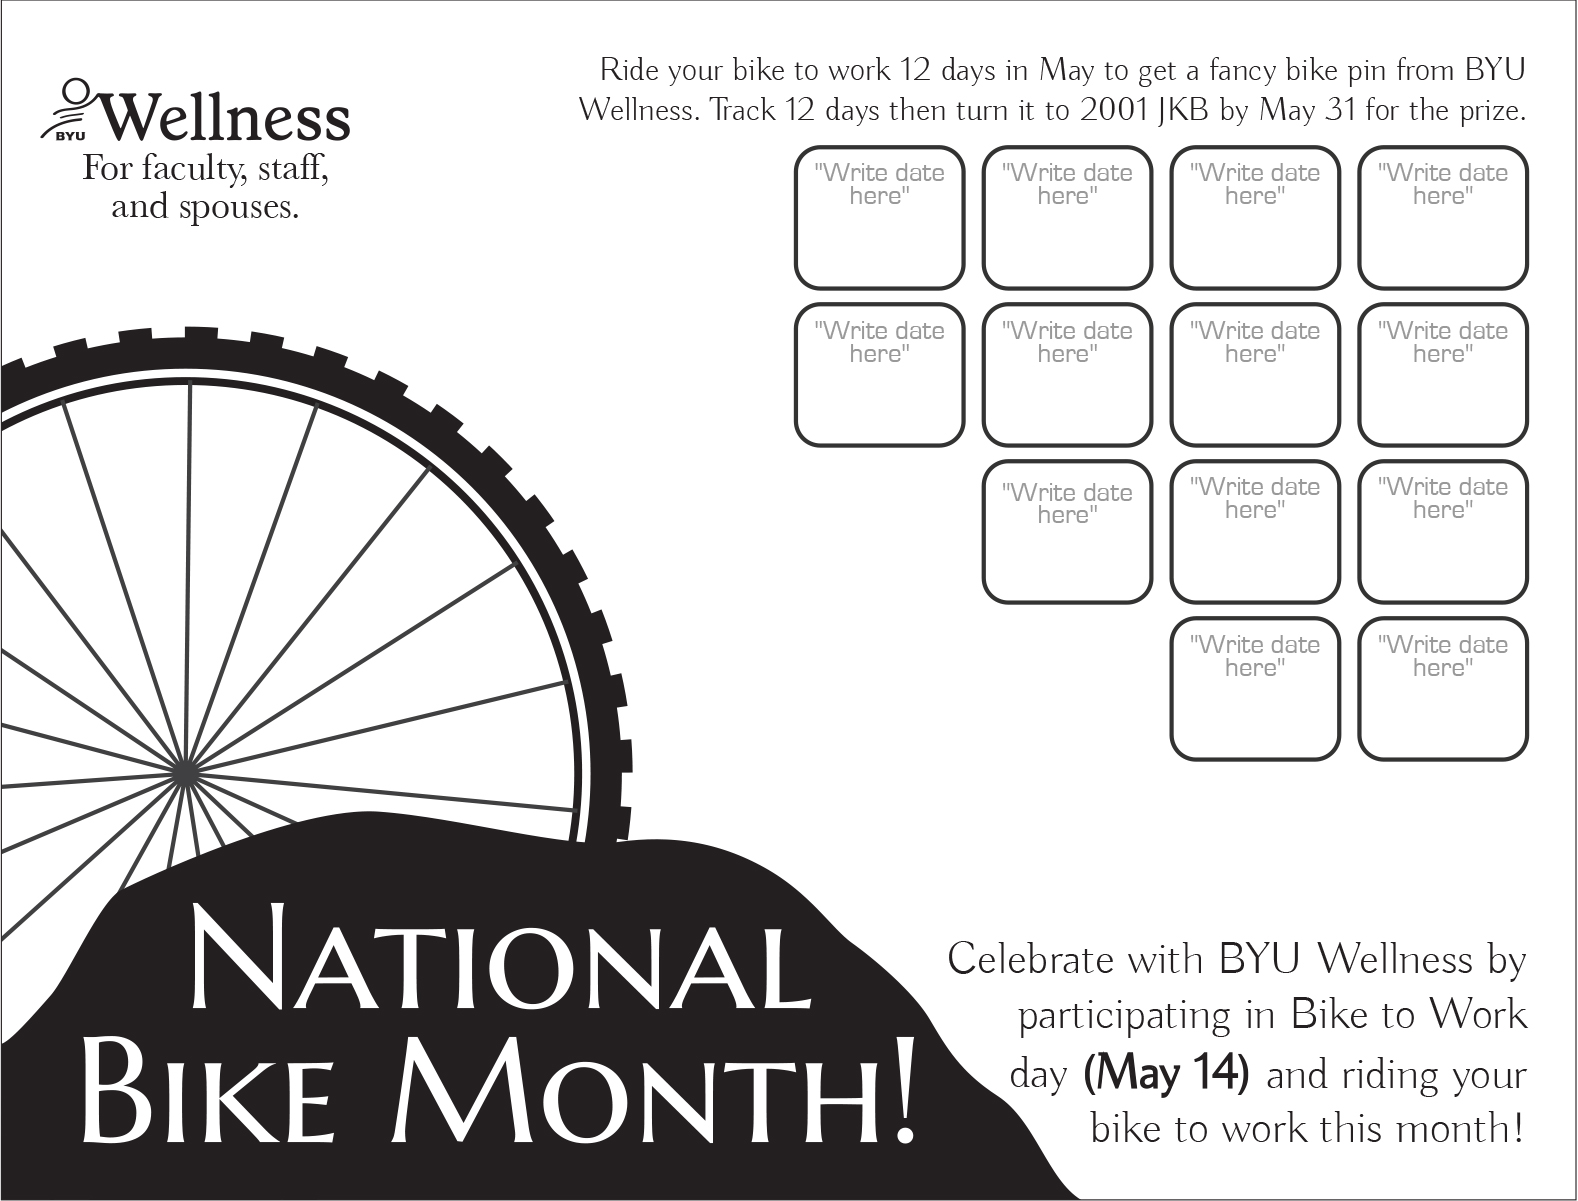 BYU Wellness
For faculty, staff,
and spouses.
Ride your bike to work 12 days in May to get a fancy bike pin from BYU
Wellness. Track 12 days then turn it to 2001 JKB by May 31 for the prize.
"Write date
here"
"Write date
here"
"Write date
here"
"Write date
here"
"Write date
here"
"Write date
here"
"Write date
here"
"Write date
here"
"Write date
here"
"Write date
here"
"Write date
here"
"Write date
here"
"Write date
here"
NATIONAL
BIKE MONTH!
Celebrate with BYU Wellness by
participating in Bike to Work
day (May 14) and riding your
bike to work this month!